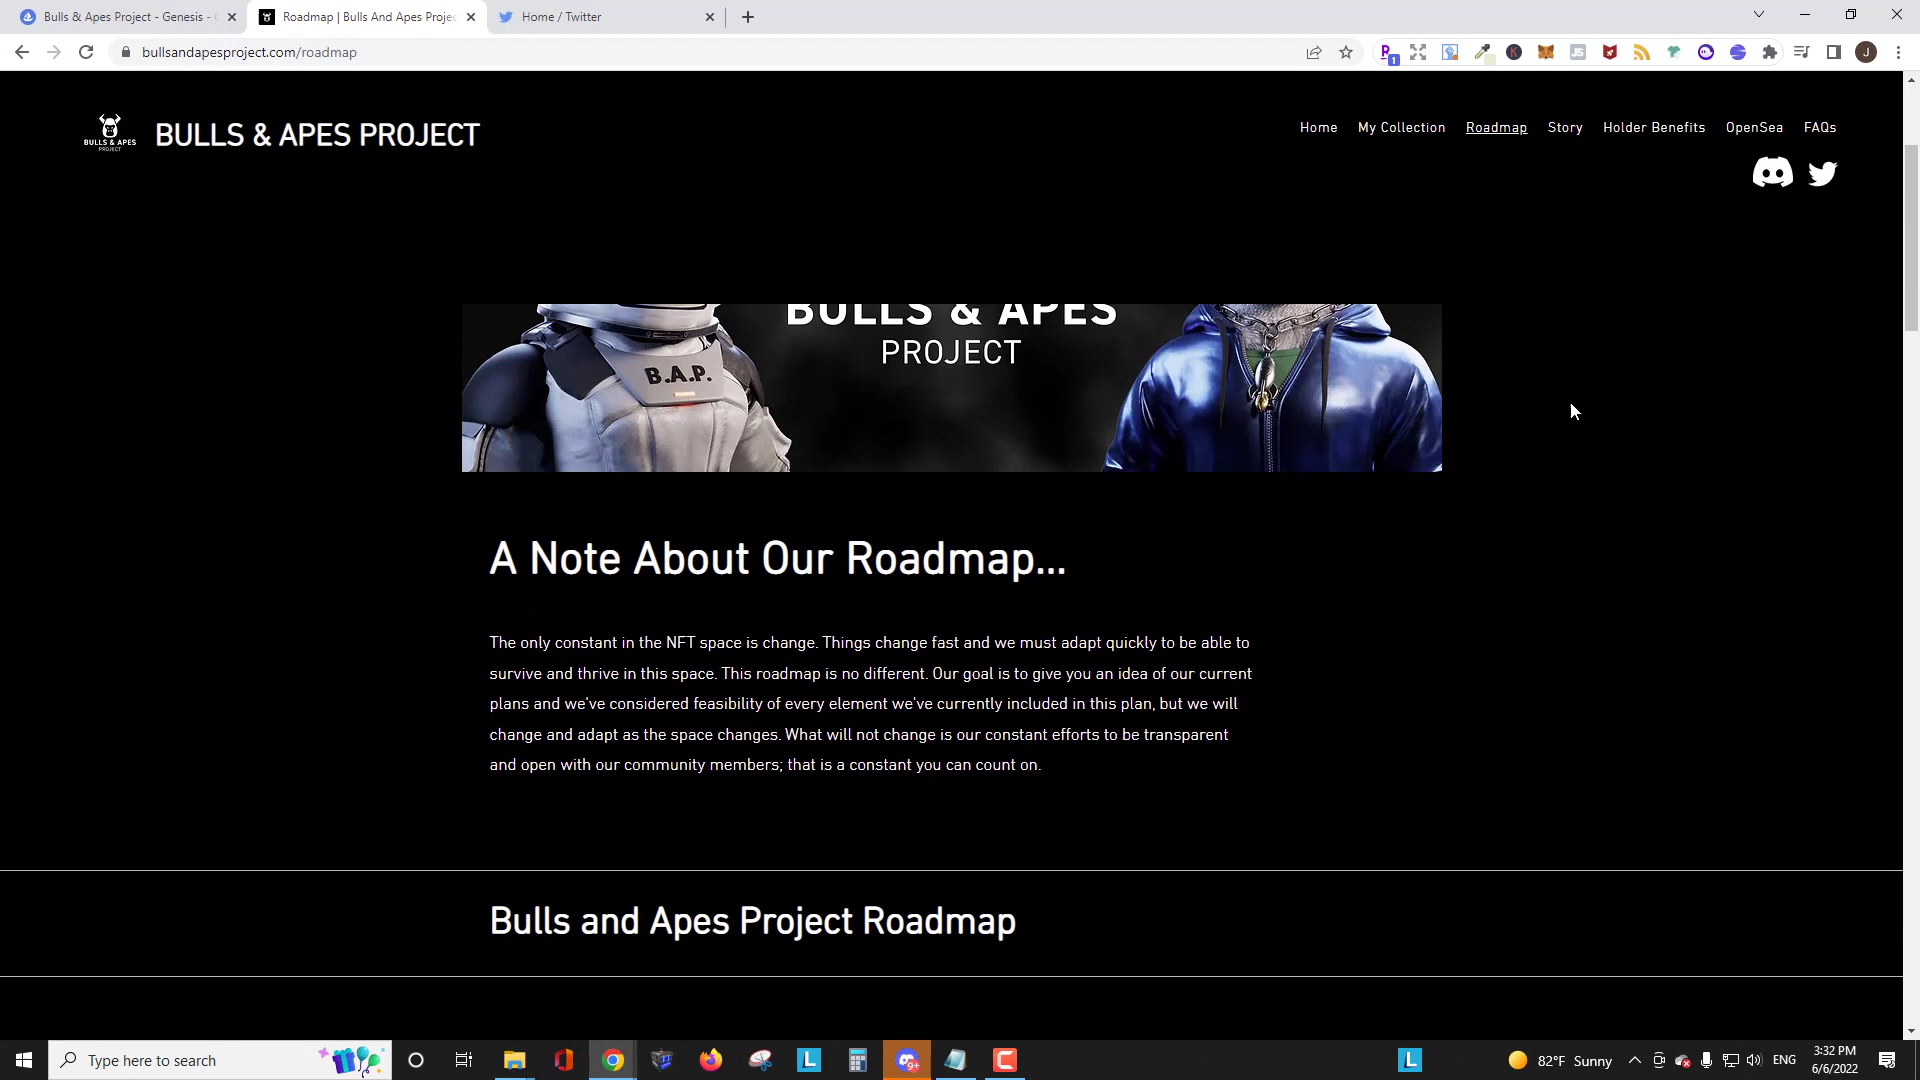 Bulls & Apes Project - Genesis -
Roadmap | Bulls And Apes Projec
Home / Twitter
bullsandapesproject.com/roadmap
1
J
BULLS & APES
PROJECT
BULLS & APES PROJECT
Home
My Collection
Roadmap
Story
Holder Benefits
OpenSea
FAQs
BULLS & APES
PROJECT
B.A.P.
A Note About Our Roadmap...
The only constant in the NFT space is change. Things change fast and we must adapt quickly to be able to
survive and thrive in this space. This roadmap is no different. Our goal is to give you an idea of our current
plans and we've considered feasibility of every element we've currently included in this plan, but we will
change and adapt as the space changes. What will not change is our constant efforts to be transparent
and open with our community members; that is a constant you can count on.
Bulls and Apes Project Roadmap
Type here to search
L
9+
L
82°F Sunny
ENG
3:32 PM
6/6/2022